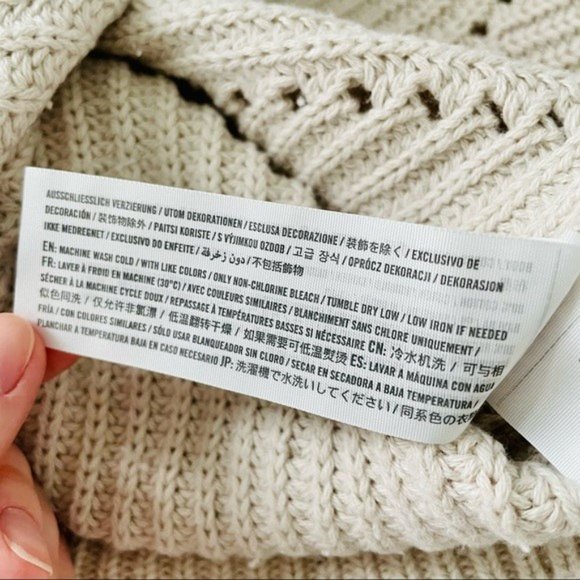 AUSSCHLIESSLICH VERZIERUNG / UTOM DEKORATIONEN / ESCLUSA DECORAZIONE / 装飾を除く / EXCLUSIVO DE
DECORACIÓN / 装饰物除外 / PAITSI KORISTE / S VÝJIMKOU OZDOB / 고급 장식 / OPRÓCZ DEKORACJI / DEKORASJON
IKKE MEDREGNET / EXCLUSIVO DO ENFEITE / دون زخرفة / 不包括飾物
EN: MACHINE WASH COLD / WITH LIKE COLORS / ONLY NON-CHLORINE BLEACH / TUMBLE DRY LOW / LOW IRON IF NEEDED
FR: LAVER À FROID EN MACHINE (30°C) / AVEC COULEURS SIMILAIRES / BLANCHIMENT SANS CHLORE UNIQUEMENT /
SÉCHER À LA MACHINE CYCLE DOUX / REPASSAGE À TEMPÉRATURES BASSES SI NÉCESSAIRE CN: 冷水机洗 / 可与相
似色同洗 / 仅允许非氯漂 / 低温翻转干燥 / 如果需要可低温熨烫 ES: LAVAR A MÁQUINA CON AGUA
FRÍA / CON COLORES SIMILARES / SÓLO USAR BLANQUEADOR SIN CLORO / SECAR EN SECADORA A BAJA TEMPERATURA /
PLANCHAR A TEMPERATURA BAJA EN CASO NECESARIO JP: 洗濯機で水洗いしてください / 同系色の衣